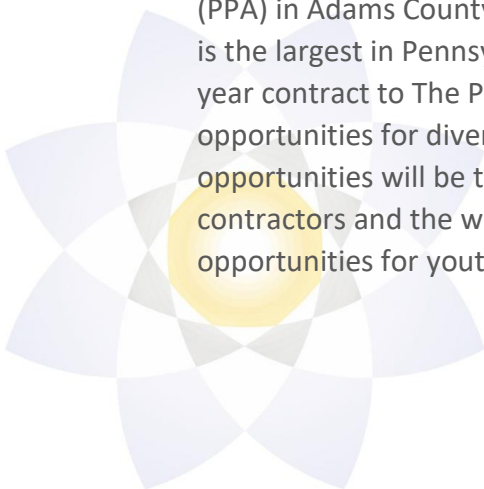 (PPA) in Adams County
is the largest in Pennsy
year contract to The P
opportunities for diver
opportunities will be t
contractors and the w
opportunities for yout